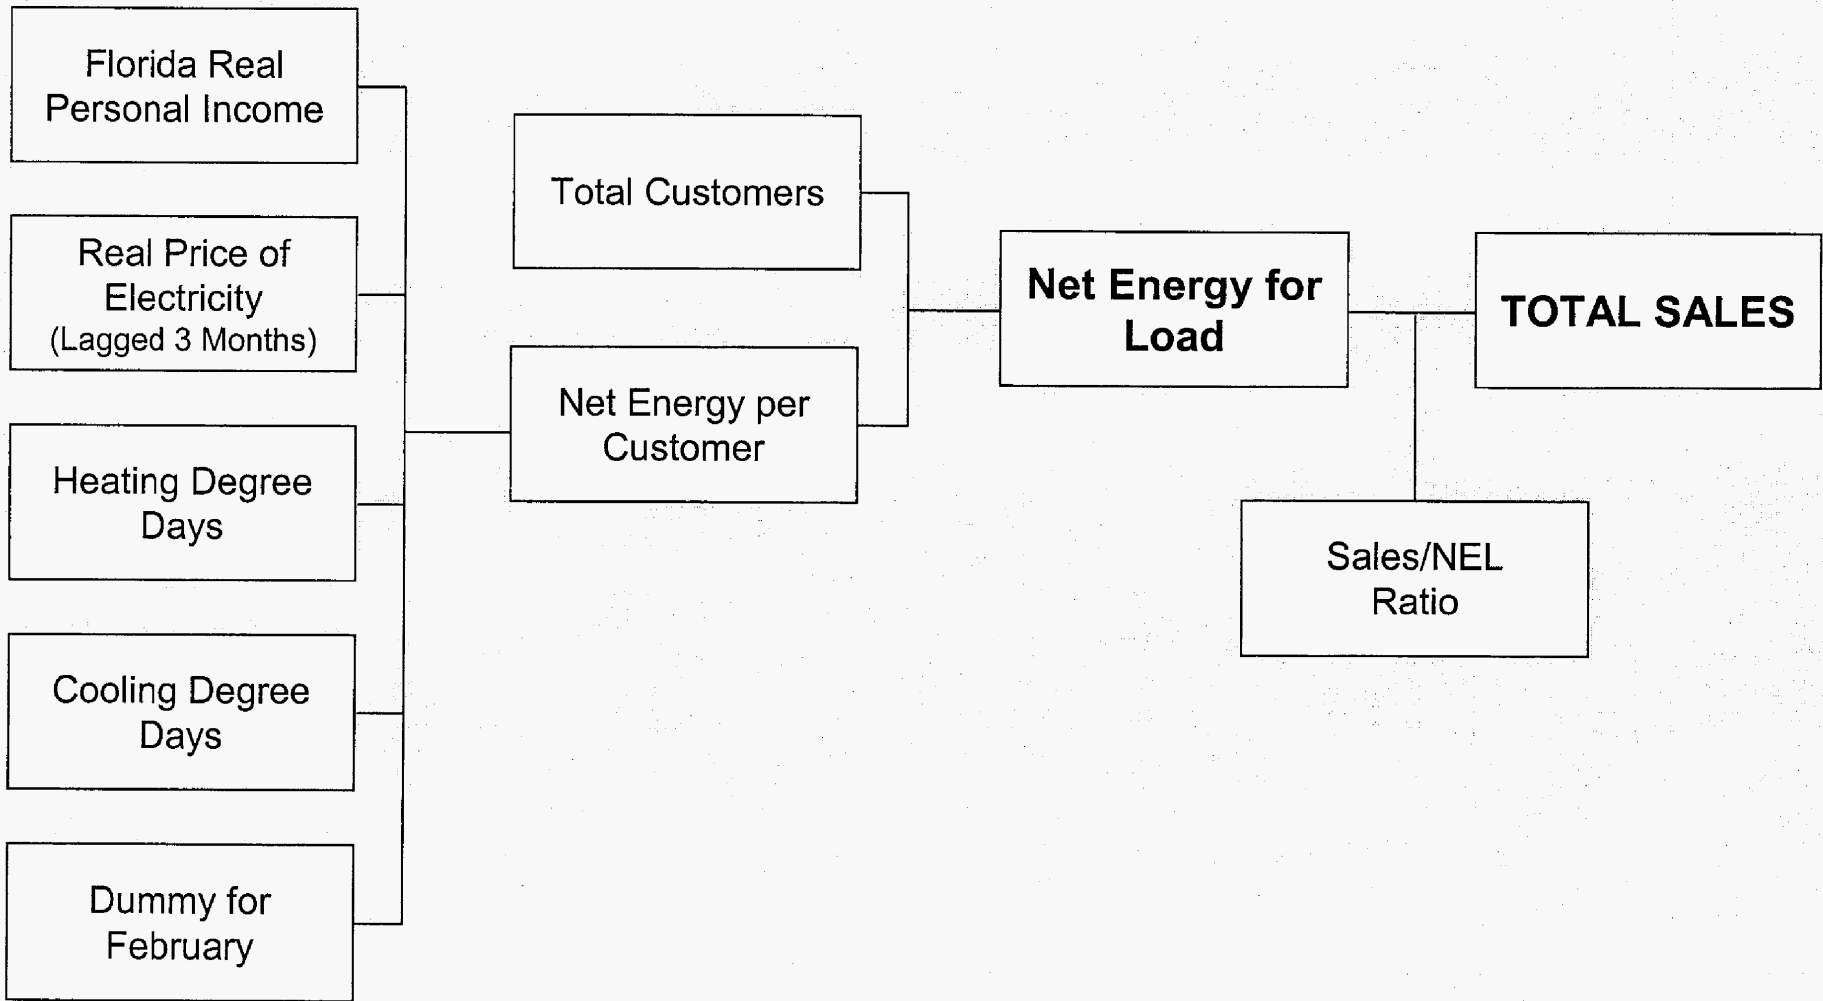 Florida Real
Personal Income
Real Price of
Electricity
(Lagged 3 Months)
Heating Degree
Days
Cooling Degree
Days
Dummy for
February
Total Customers
Net Energy per
Customer
Net Energy for
Load
TOTAL SALES
Sales/NEL
Ratio